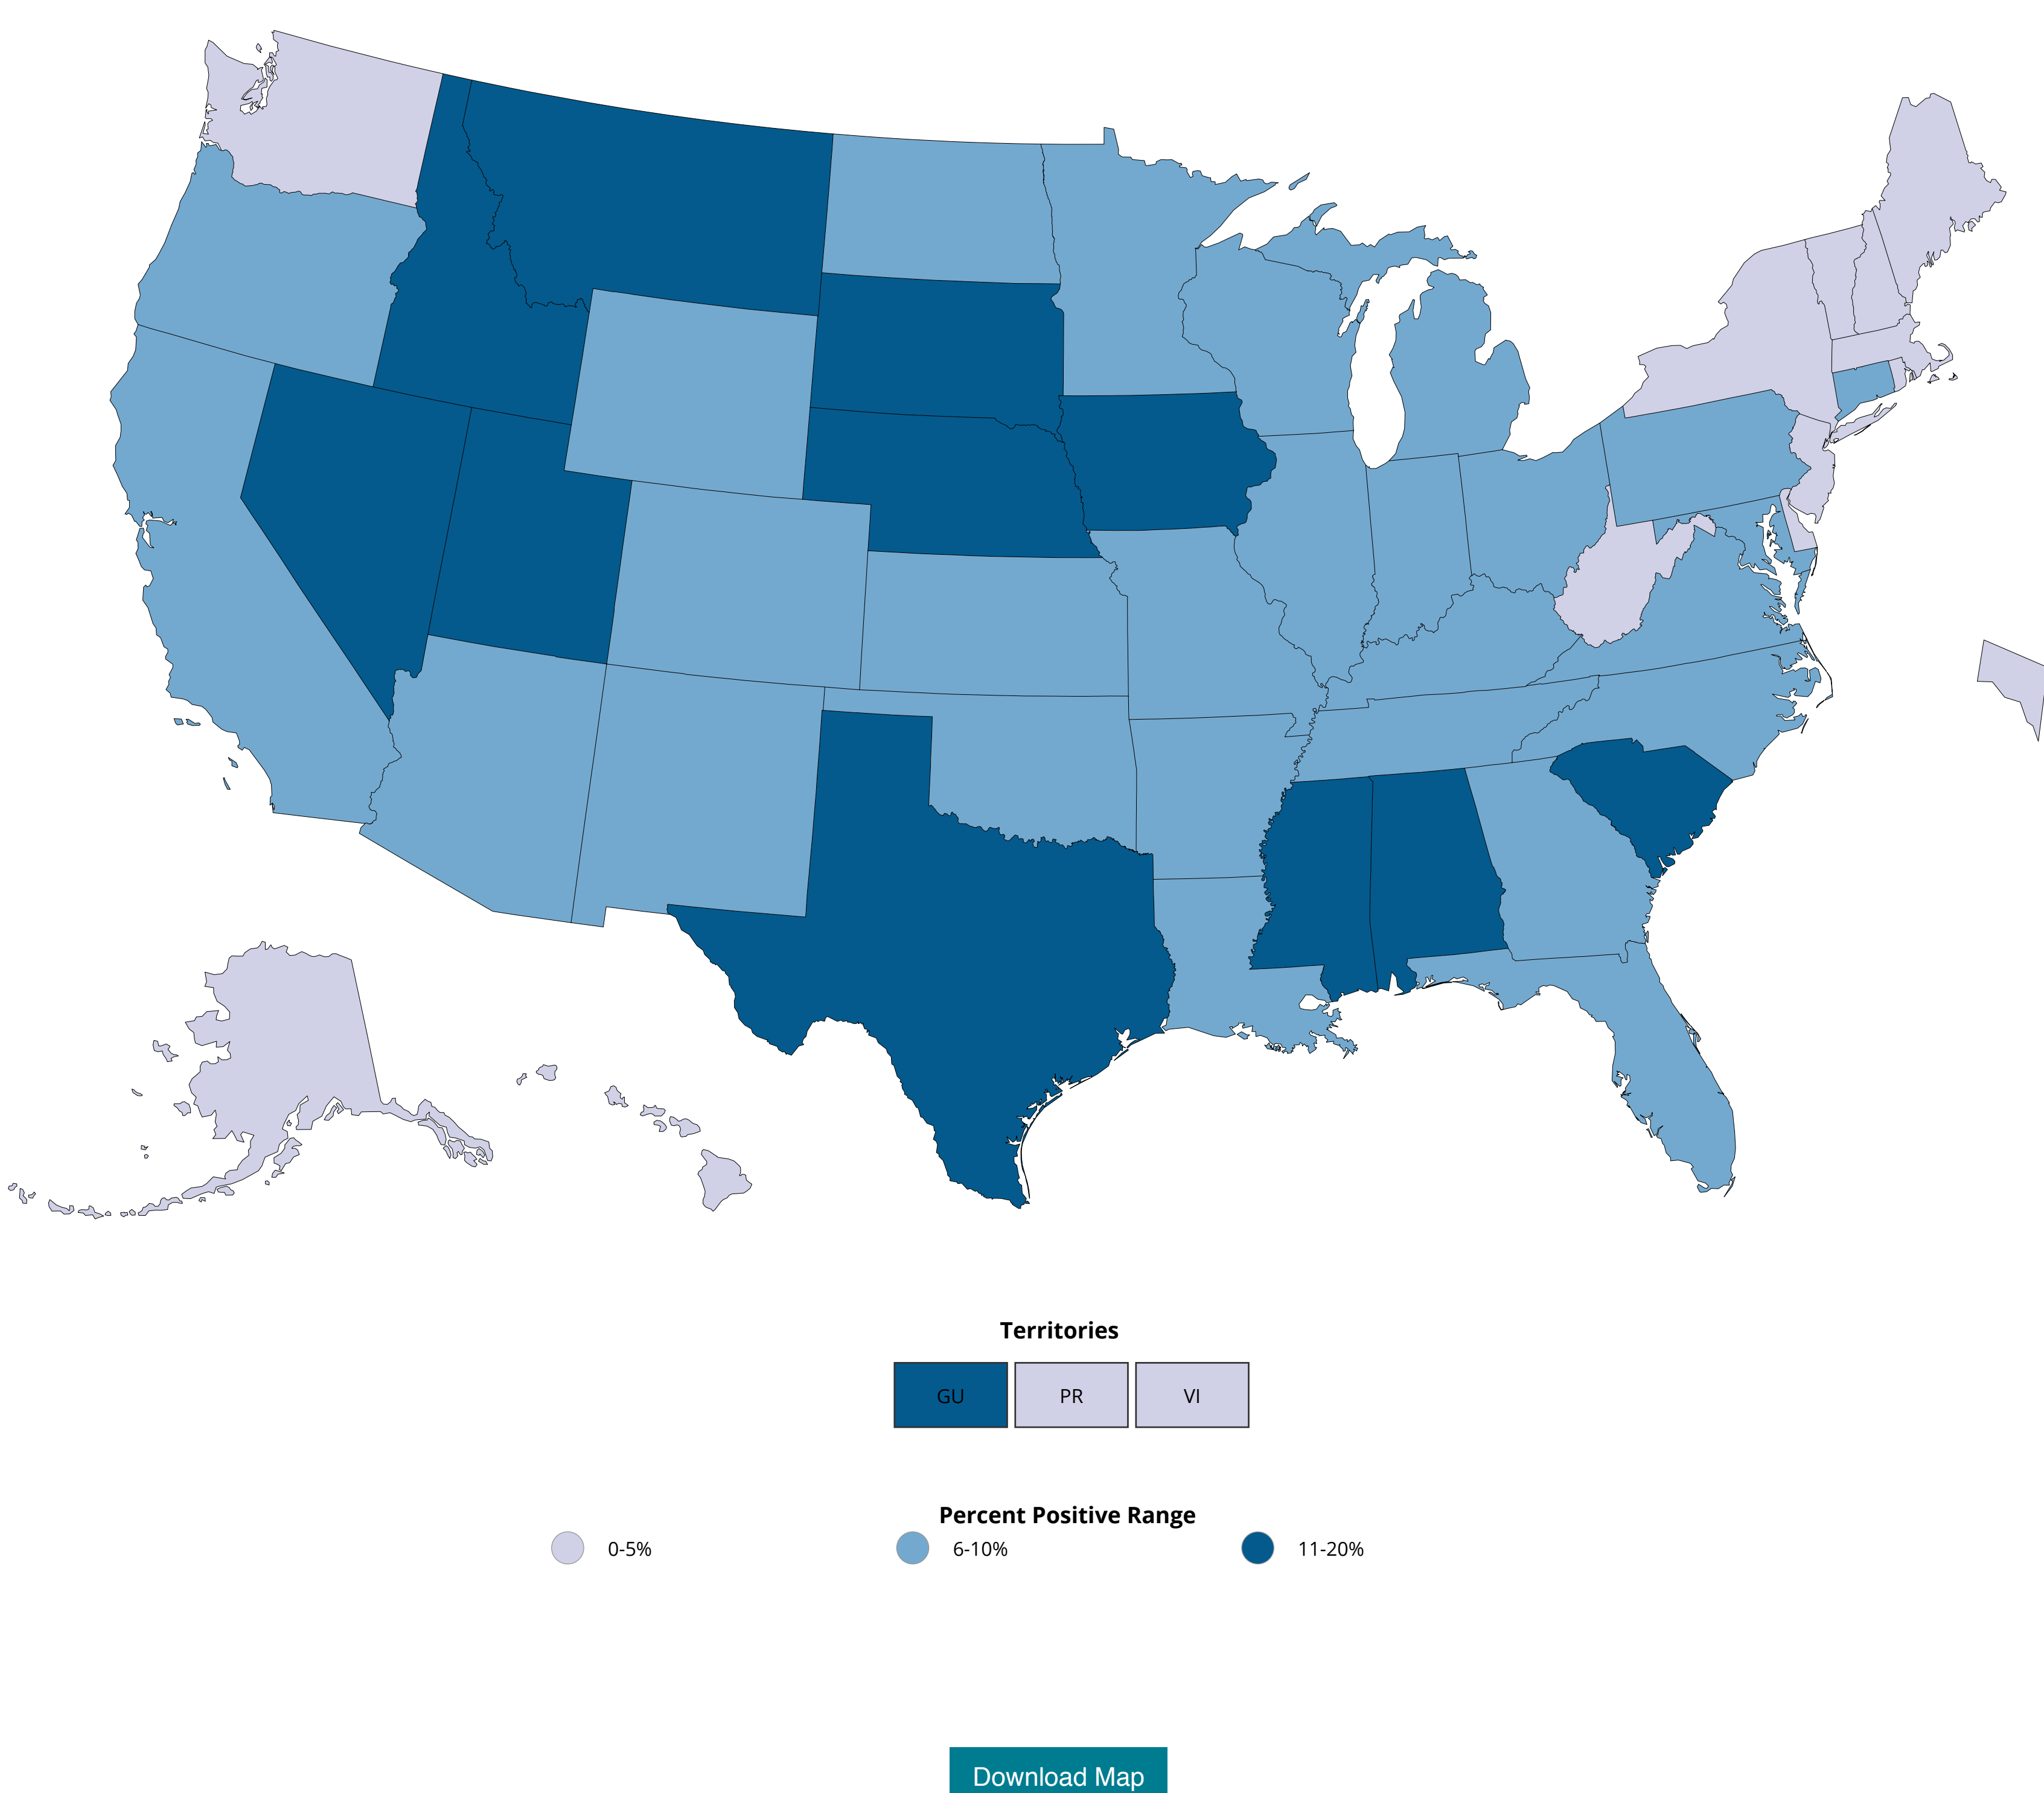 Territories
GU PR VI
Percent Positive Range
0-5% 6-10% 11-20%
Download Map